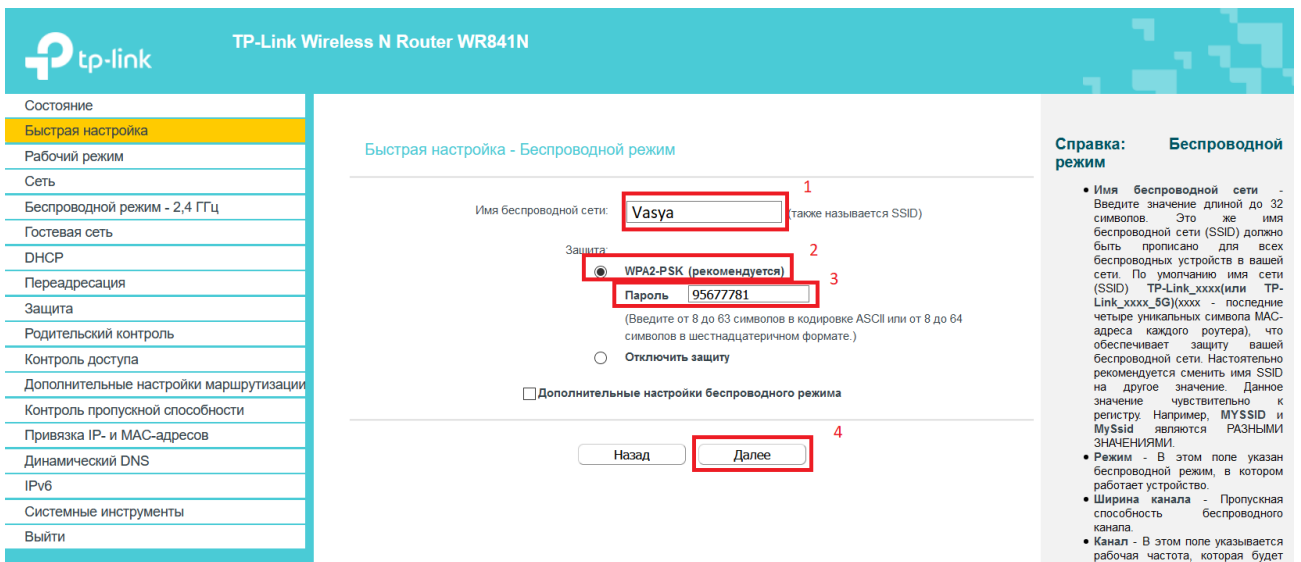 tp-link
TP-Link Wireless N Router WR841N
Состояние
Быстрая настройка
Рабочий режим
Сеть
Беспроводной режим - 2,4 ГГц
Гостевая сеть
DHCP
Переадресация
Защита
Родительский контроль
Контроль доступа
Дополнительные настройки маршрутизации
Контроль пропускной способности
Привязка IP- и MAC-адресов
Динамический DNS
IPv6
Системные инструменты
Выйти
Быстрая настройка - Беспроводной режим
1
Имя беспроводной сети: Vasya (также называется SSID)
Защита:
2
WPA2-PSK (рекомендуется)
3
Пароль 95677781
(Введите от 8 до 63 символов в кодировке ASCII или от 8 до 64
символов в шестнадцатеричном формате.)
Отключить защиту
Дополнительные настройки беспроводного режима
4
Назад Далее
Справка: Беспроводной
режим
• Имя беспроводной сети -
Введите значение длиной до 32
символов. Это же имя
беспроводной сети (SSID) должно
быть прописано для всех
беспроводных устройств в вашей
сети. По умолчанию имя сети
(SSID) TP-Link_xxxx(или TP-
Link_xxxx_5G)(xxxx - последние
четыре уникальных символа MAC-
адреса каждого роутера), что
обеспечивает защиту вашей
беспроводной сети. Настоятельно
рекомендуется сменить имя SSID
на другое значение. Данное
значение чувствительно к
регистру. Например, MYSSID и
MySsid являются РАЗНЫМИ
ЗНАЧЕНИЯМИ.
• Режим - В этом поле указан
беспроводной режим, в котором
работает устройство.
• Ширина канала - Пропускная
способность беспроводного
канала.
• Канал - В этом поле указывается
рабочая частота, которая будет